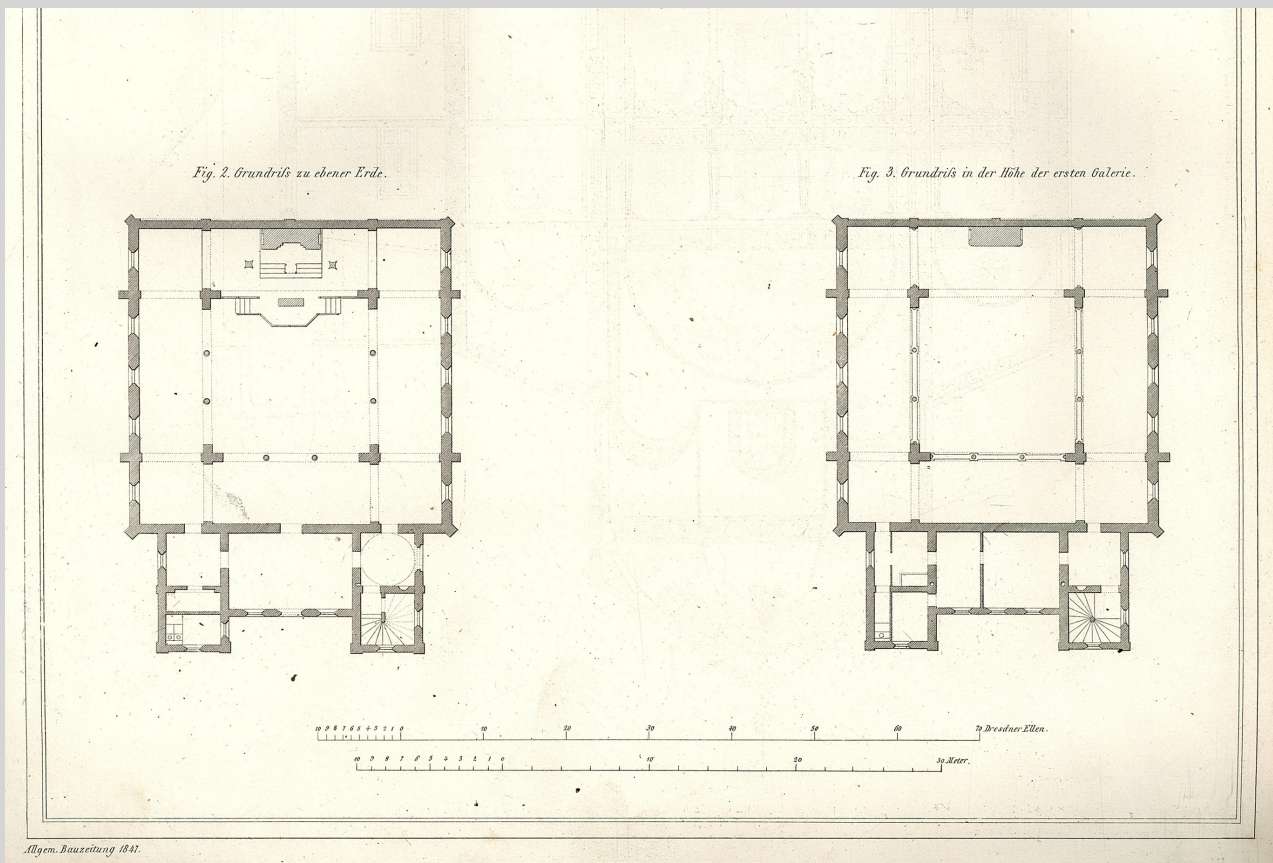 Fig. 2. Grundriſs zu ebener Erde.
Fig. 3. Grundriſs in der Höhe der ersten Galerie.
10 9 8 7 6 5 4 3 2 1 0 10 20 30 40 50 60 70 Dresdner Ellen.
10 9 8 7 6 5 4 3 2 1 0 10 20 30 Meter.
Allgem. Bauzeitung 1847.